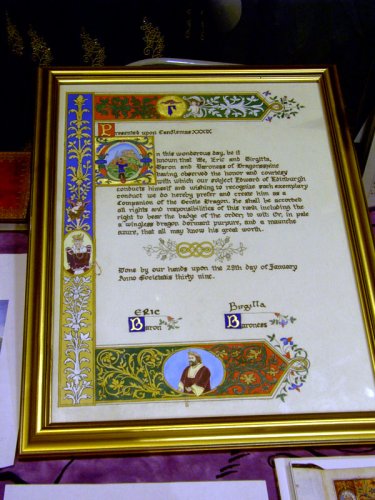 Presented upon Candlemas XXXIX
On this wonderous day, be it
known that We, Eric and Birgitta,
Baron and Baroness of Dragonsspine
having observed the honor and courtesy
with which our subject Edward of Edinburgh
conducts himself and wishing to recognize such exemplary
conduct we do hereby prefer and create him as a
Companion of the Gentle Dragon. He shall be accorded
all rights and responsibilities of this rank including the
right to bear the badge of the order; to wit: Or, in pale
a wingless dragon dormant purpure, and a maunche
azure, that all may know his great worth.
Done by our hands upon the 29th day of January
Anno Societatis thirty nine.
Eric Birgitta
Baron Baroness